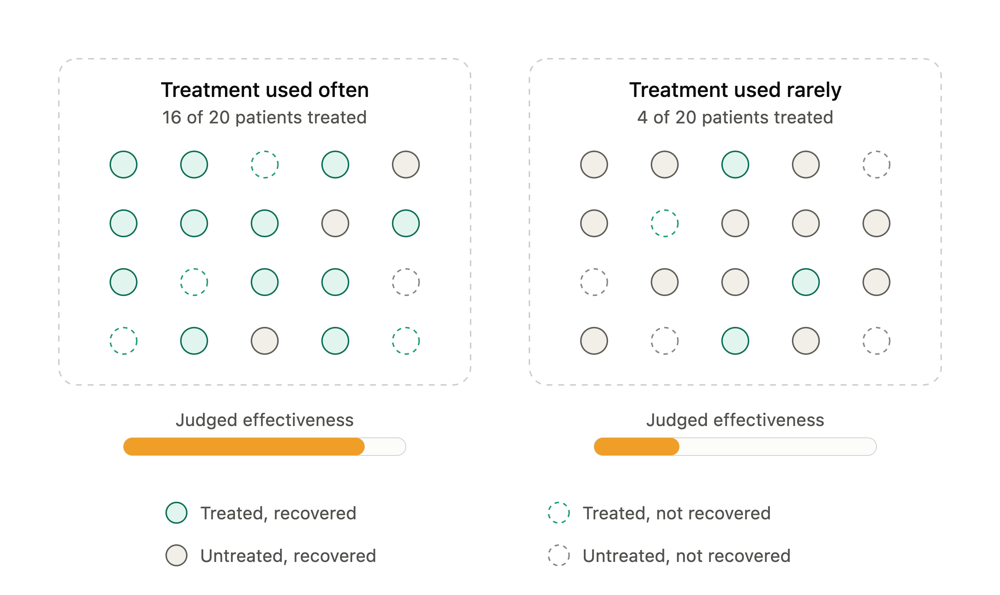 Treatment used often
16 of 20 patients treated
Treatment used rarely
4 of 20 patients treated
Judged effectiveness
Judged effectiveness
Treated, recovered
Treated, not recovered
Untreated, recovered
Untreated, not recovered